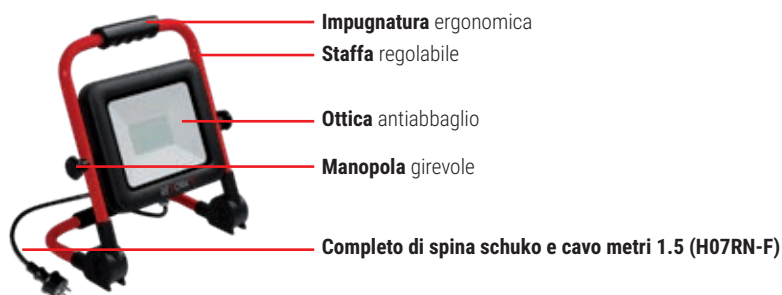 Impugnatura ergonomica
Staffa regolabile
Ottica antiabbaglio
Manopola girevole
Completo di spina schuko e cavo metri 1.5 (H07RN-F)